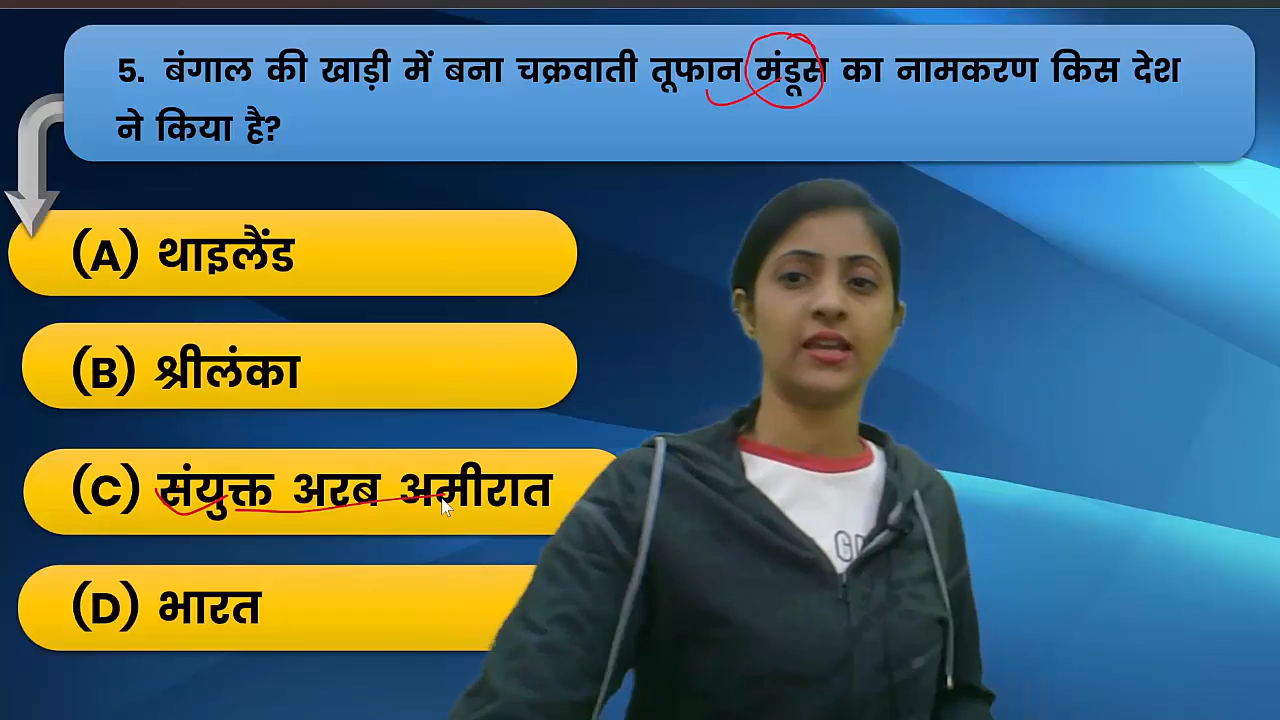 5. बंगाल की खाड़ी में बना चक्रवाती तूफान मंडूस का नामकरण किस देश
ने किया है?
(A) थाइलैंड
(B) श्रीलंका
(C) संयुक्त अरब अमीरात
(D) भारत